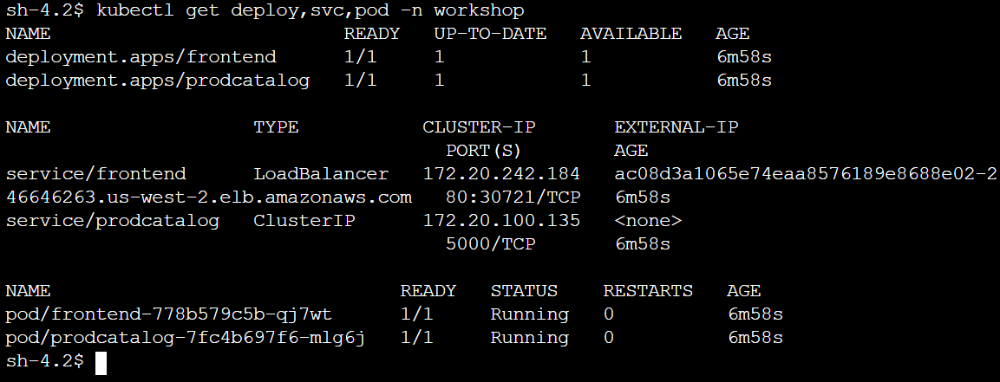 sh-4.2$ kubectl get deploy,svc,pod -n workshop
NAME READY UP-TO-DATE AVAILABLE AGE
deployment.apps/frontend 1/1 1 1 6m58s
deployment.apps/prodcatalog 1/1 1 1 6m58s
NAME TYPE CLUSTER-IP EXTERNAL-IP
PORT(S) AGE
service/frontend LoadBalancer 172.20.242.184 ac08d3a1065e74eaa8576189e8688e02-2
46646263.us-west-2.elb.amazonaws.com 80:30721/TCP 6m58s
service/prodcatalog ClusterIP 172.20.100.135 <none>
5000/TCP 6m58s
NAME READY STATUS RESTARTS AGE
pod/frontend-778b579c5b-qj7wt 1/1 Running 0 6m58s
pod/prodcatalog-7fc4b697f6-mlg6j 1/1 Running 0 6m58s
sh-4.2$